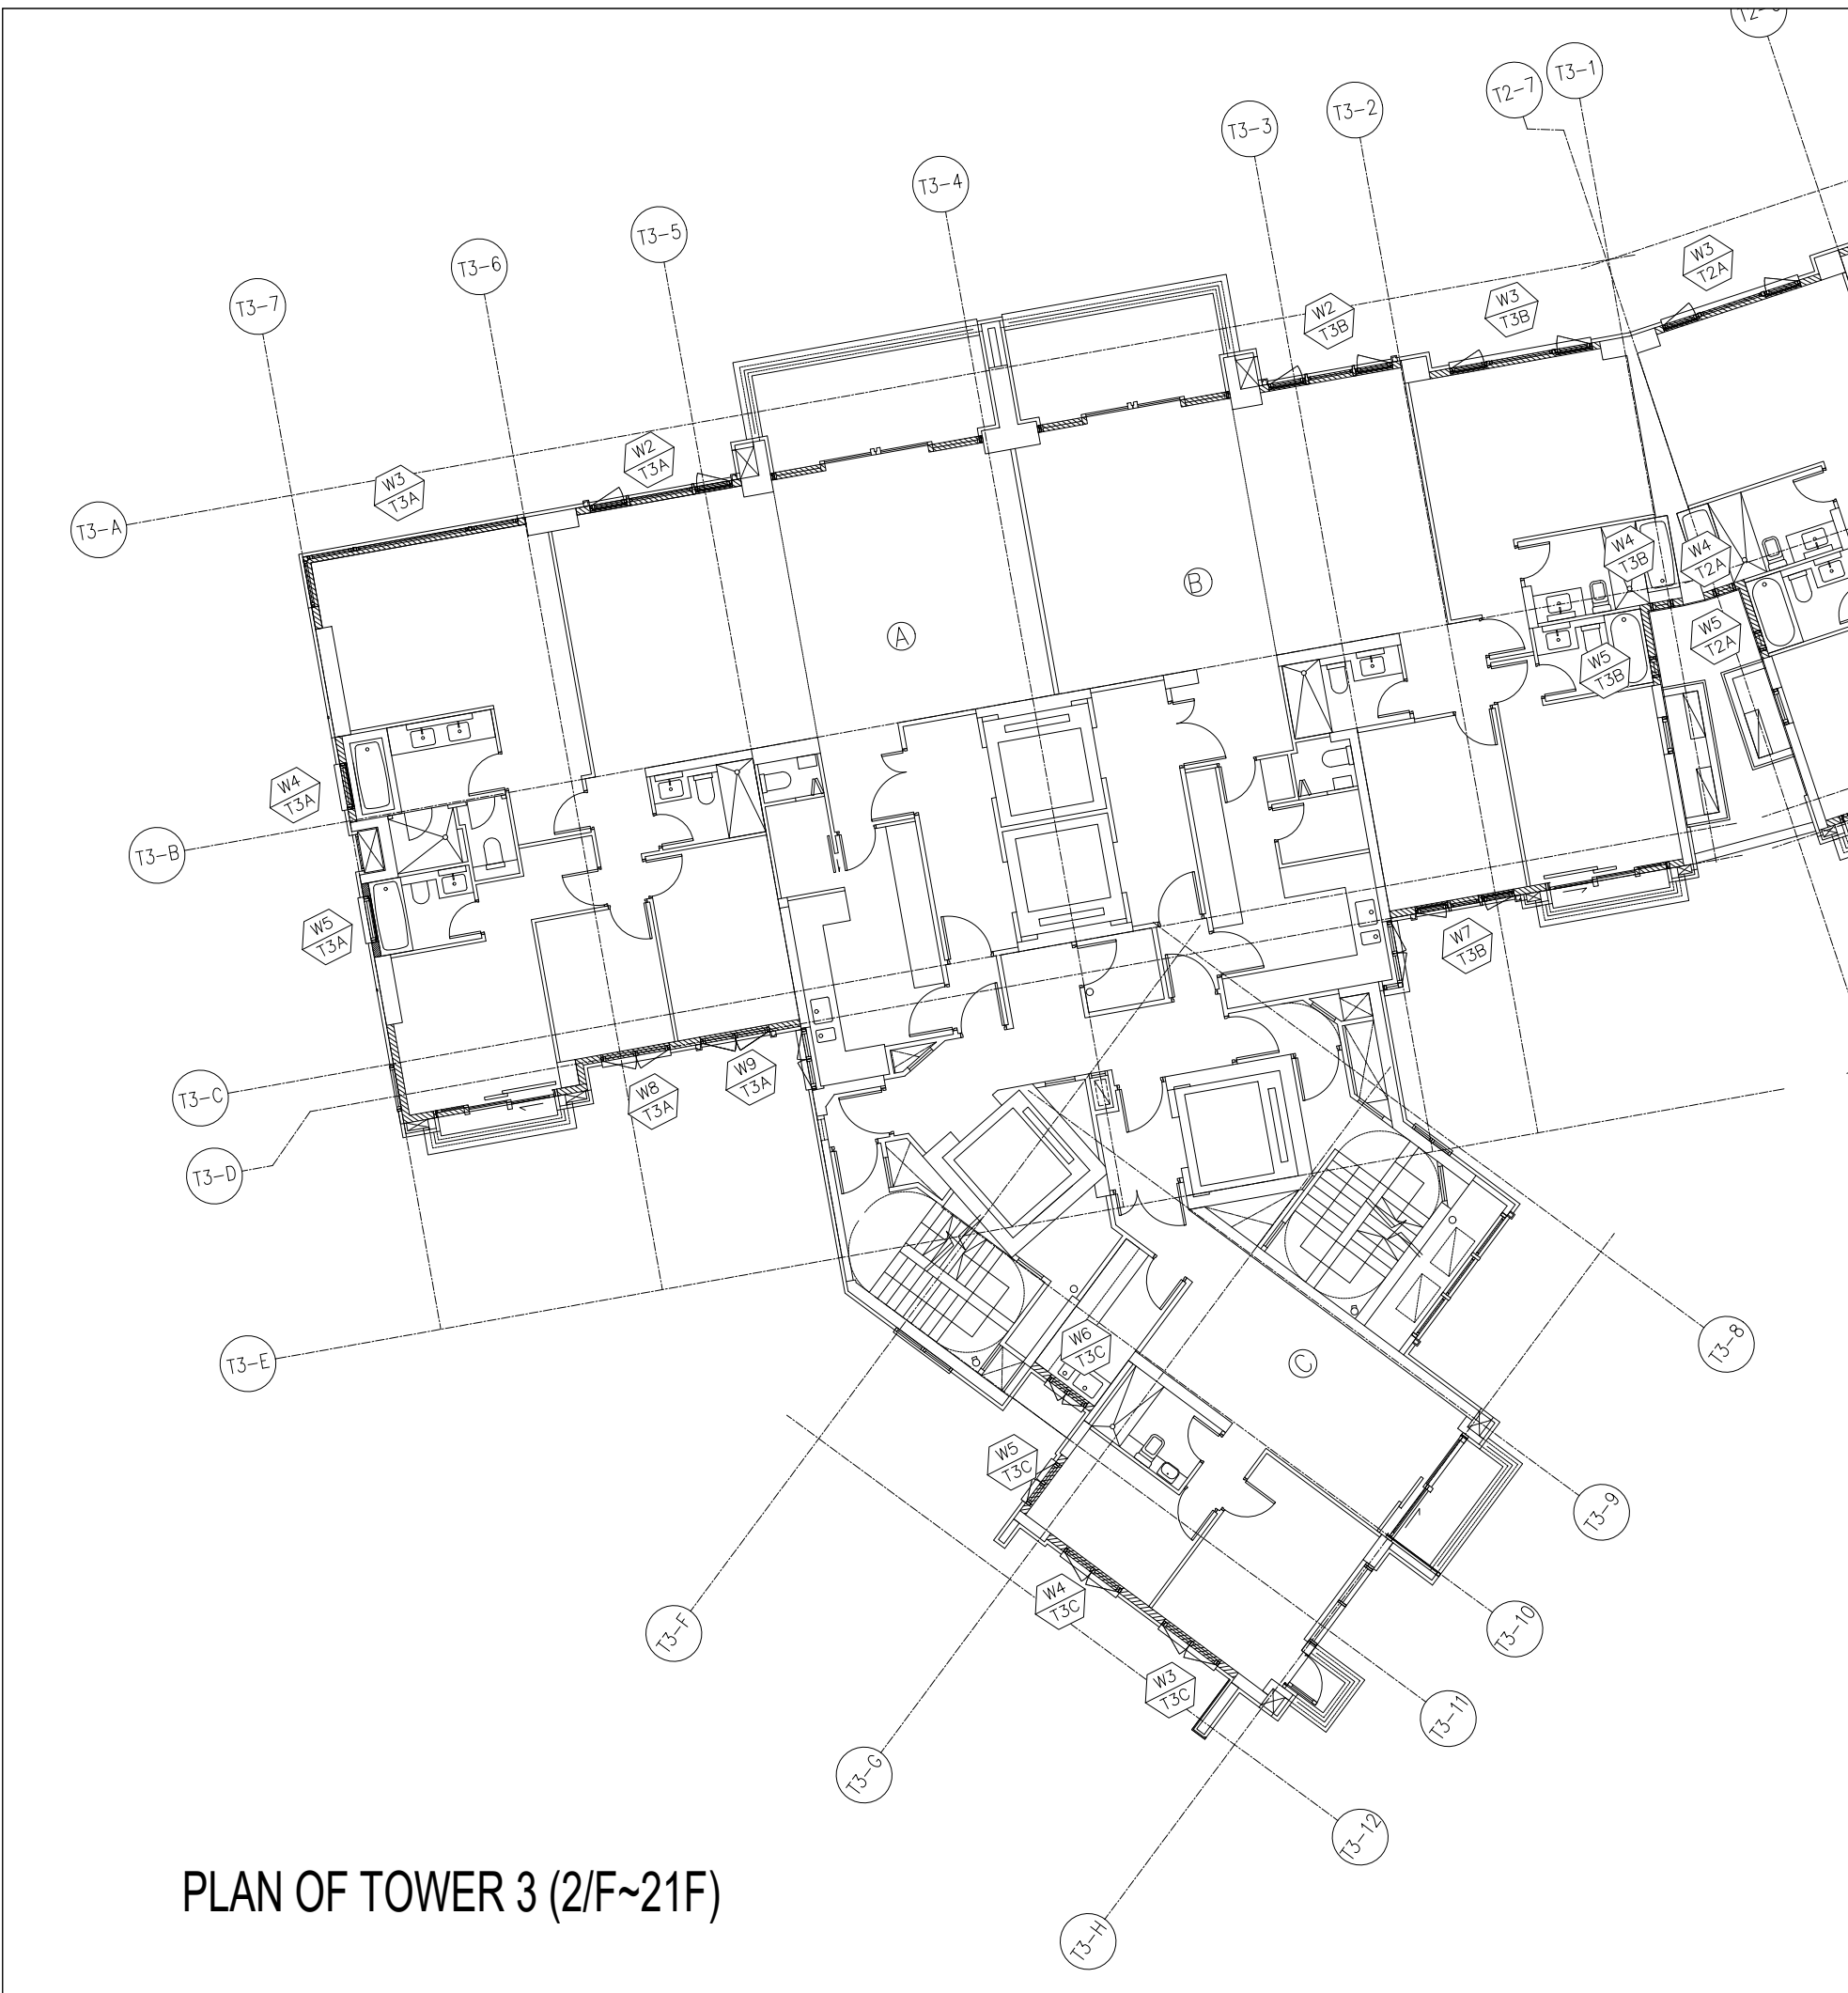 T3-1
T2-7
T3-2
T3-3
T3-4
T3-5
T3-6
T3-7
W3
T2A
W3
T3B
W2
T3B
W2
T3A
W3
T3A
T3-A
W4
T3B
W4
T2A
B
A
W5
T2A
W5
T3B
W4
T3A
T3-B
W5
T3A
W7
T3B
W9
T3A
W8
T3A
T3-C
T3-D
T3-E
W6
T3C
C
T3-8
W5
T3C
T3-9
W4
T3C
T3-F
T3-10
W3
T3C
T3-11
T3-G
T3-12
PLAN OF TOWER 3 (2/F~21F)
T3-H